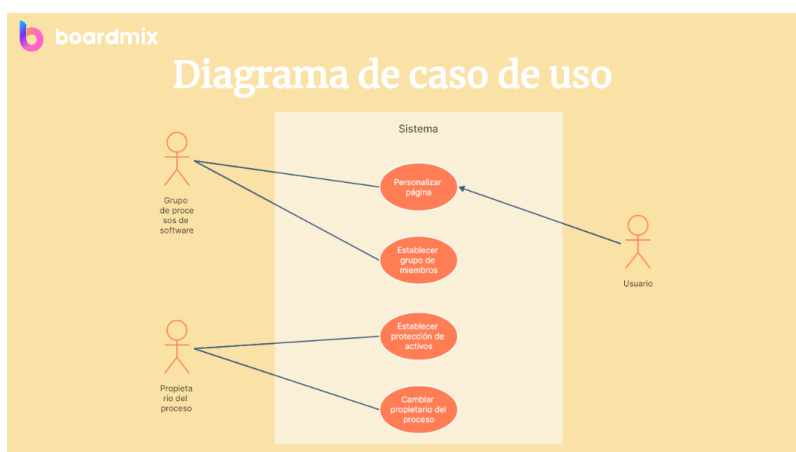 boardmix
Diagrama de caso de uso
Sistema
Grupo
de proce
sos de
software
Personalizar
página
Establecer
grupo de
miembros
Usuario
Propieta
rio del
proceso
Establecer
protección de
activos
Cambiar
propietario del
proceso